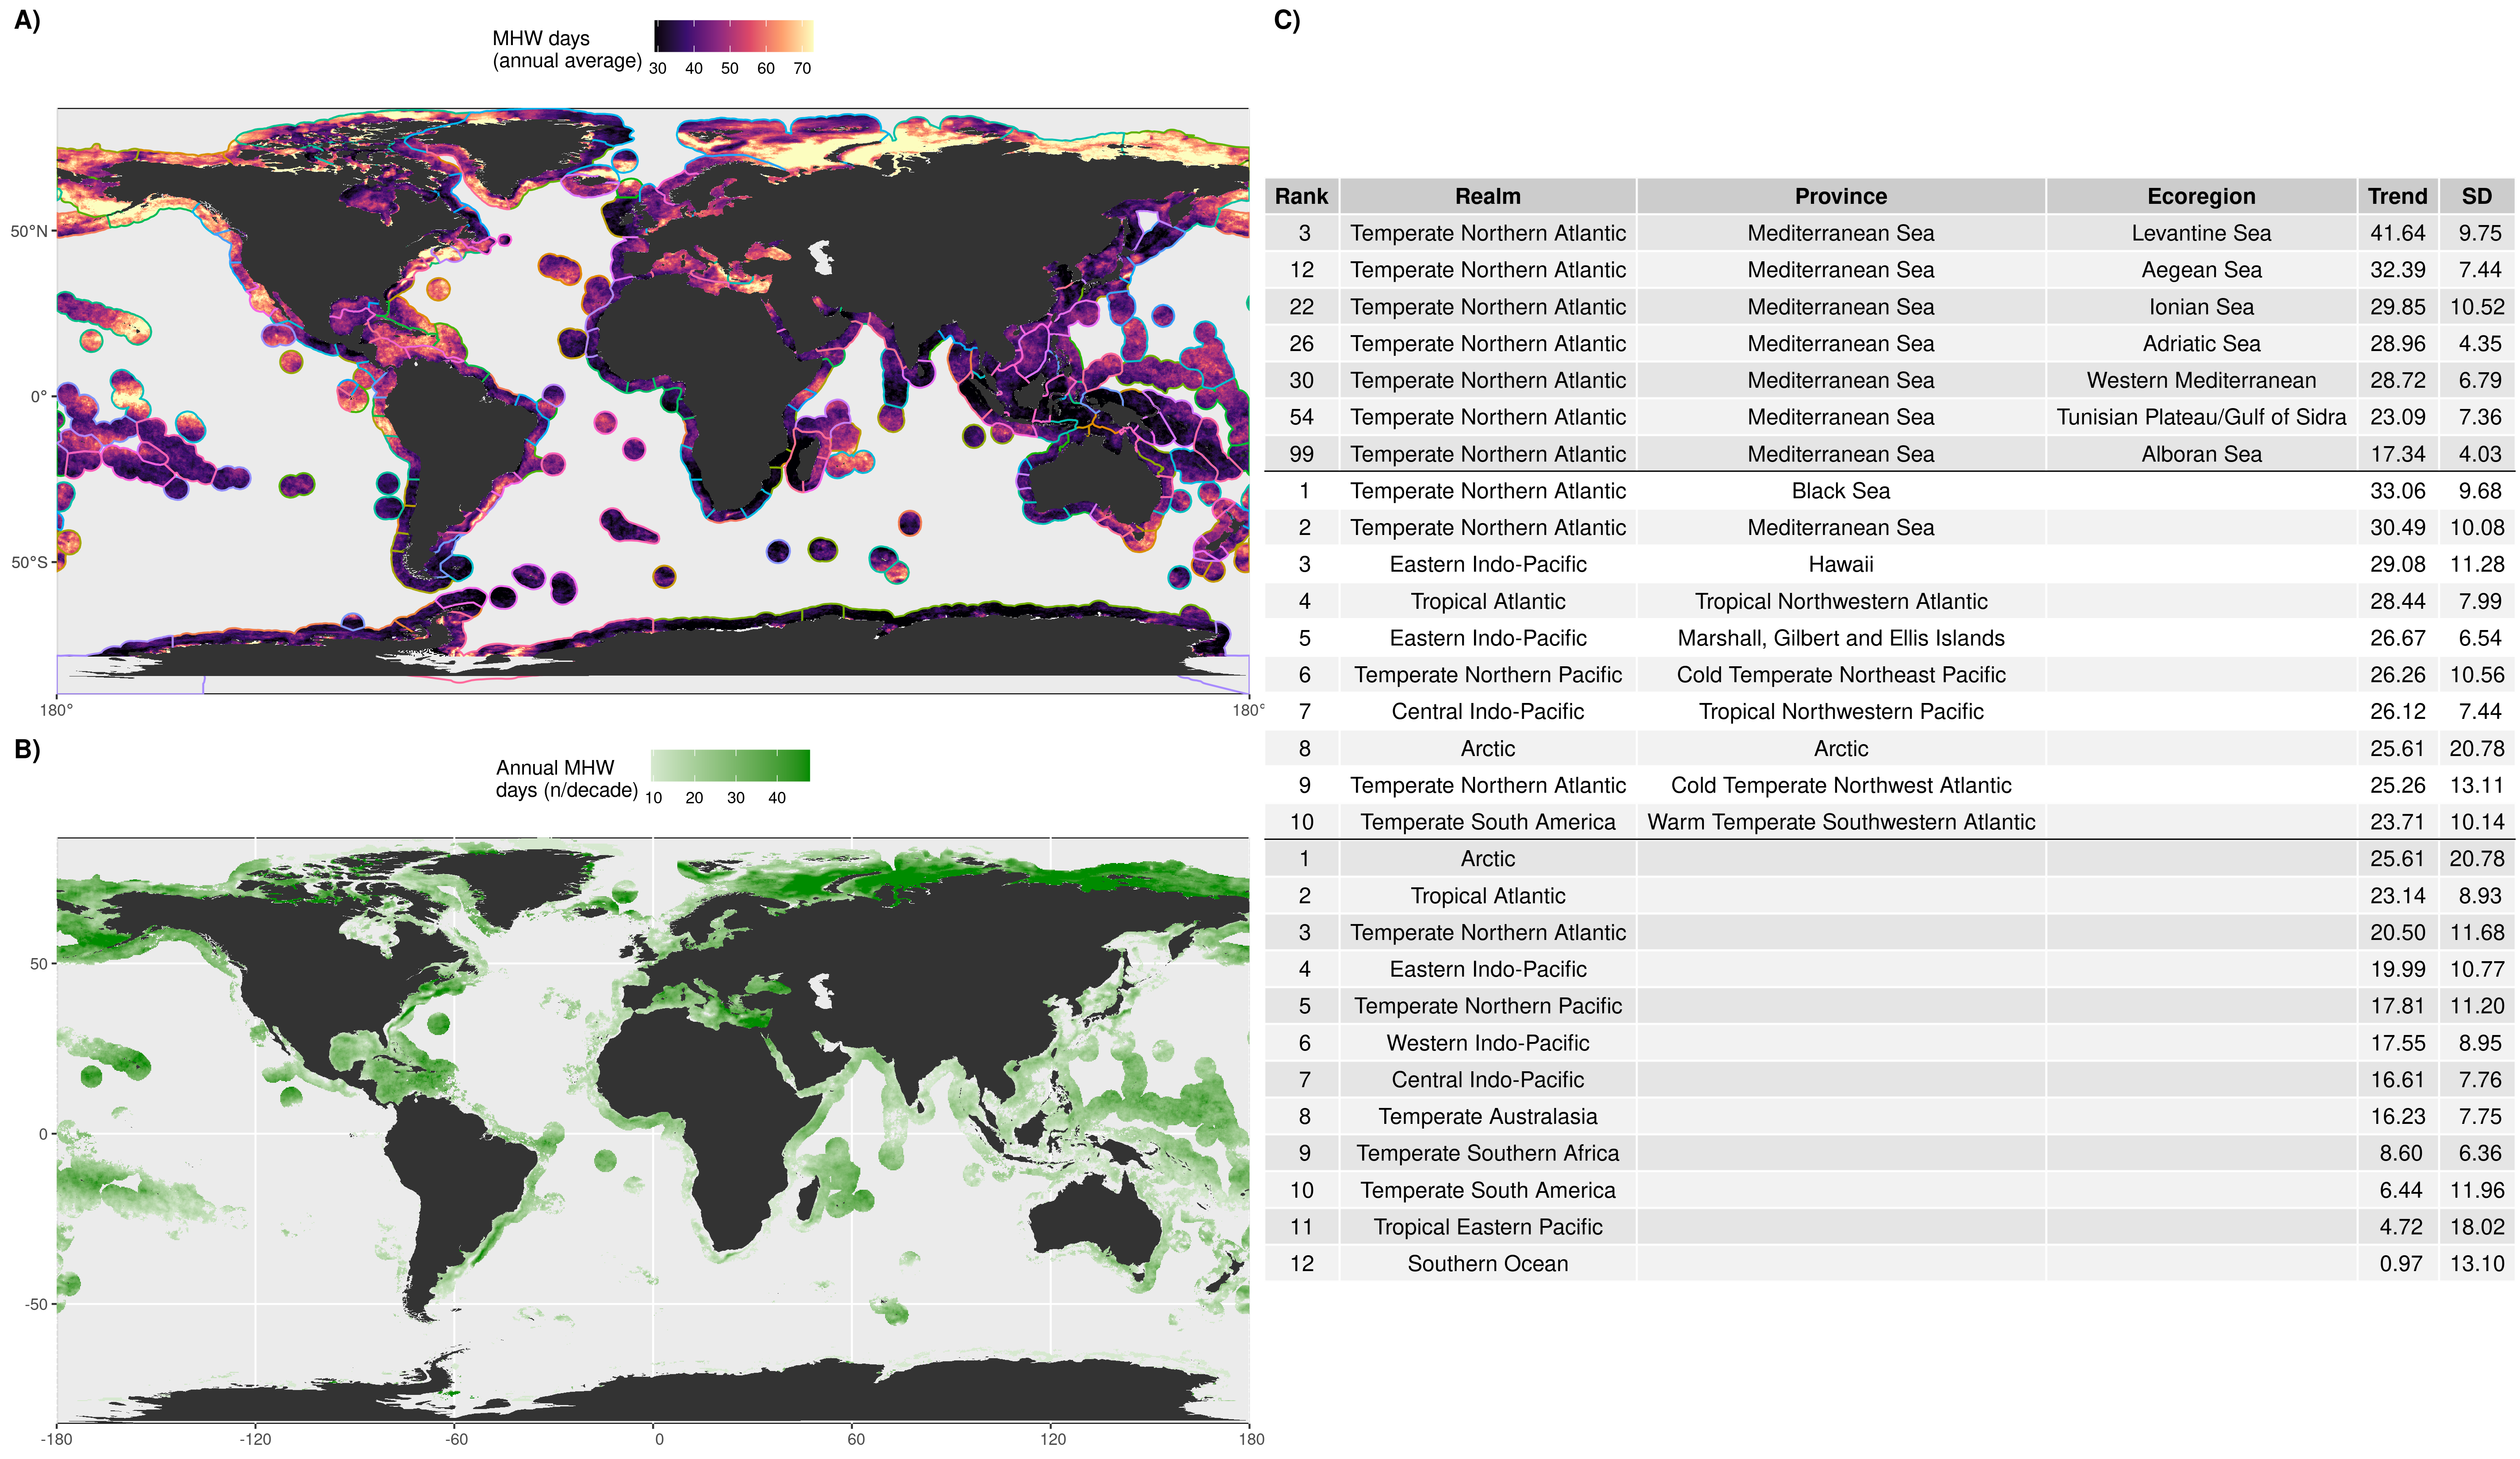 A)
MHW days
(annual average)
30 40 50 60 70
50°N
0°
50°S
180° 180°
B)
Annual MHW
days (n/decade)
10 20 30 40
50
0
-50
-180 -120 -60 0 60 120 180
C)
Rank Realm Province Ecoregion Trend SD
3 Temperate Northern Atlantic Mediterranean Sea Levantine Sea 41.64 9.75
12 Temperate Northern Atlantic Mediterranean Sea Aegean Sea 32.39 7.44
22 Temperate Northern Atlantic Mediterranean Sea Ionian Sea 29.85 10.52
26 Temperate Northern Atlantic Mediterranean Sea Adriatic Sea 28.96 4.35
30 Temperate Northern Atlantic Mediterranean Sea Western Mediterranean 28.72 6.79
54 Temperate Northern Atlantic Mediterranean Sea Tunisian Plateau/Gulf of Sidra 23.09 7.36
99 Temperate Northern Atlantic Mediterranean Sea Alboran Sea 17.34 4.03
1 Temperate Northern Atlantic Black Sea 33.06 9.68
2 Temperate Northern Atlantic Mediterranean Sea 30.49 10.08
3 Eastern Indo-Pacific Hawaii 29.08 11.28
4 Tropical Atlantic Tropical Northwestern Atlantic 28.44 7.99
5 Eastern Indo-Pacific Marshall, Gilbert and Ellis Islands 26.67 6.54
6 Temperate Northern Pacific Cold Temperate Northeast Pacific 26.26 10.56
7 Central Indo-Pacific Tropical Northwestern Pacific 26.12 7.44
8 Arctic Arctic 25.61 20.78
9 Temperate Northern Atlantic Cold Temperate Northwest Atlantic 25.26 13.11
10 Temperate South America Warm Temperate Southwestern Atlantic 23.71 10.14
1 Arctic 25.61 20.78
2 Tropical Atlantic 23.14 8.93
3 Temperate Northern Atlantic 20.50 11.68
4 Eastern Indo-Pacific 19.99 10.77
5 Temperate Northern Pacific 17.81 11.20
6 Western Indo-Pacific 17.55 8.95
7 Central Indo-Pacific 16.61 7.76
8 Temperate Australasia 16.23 7.75
9 Temperate Southern Africa 8.60 6.36
10 Temperate South America 6.44 11.96
11 Tropical Eastern Pacific 4.72 18.02
12 Southern Ocean 0.97 13.10